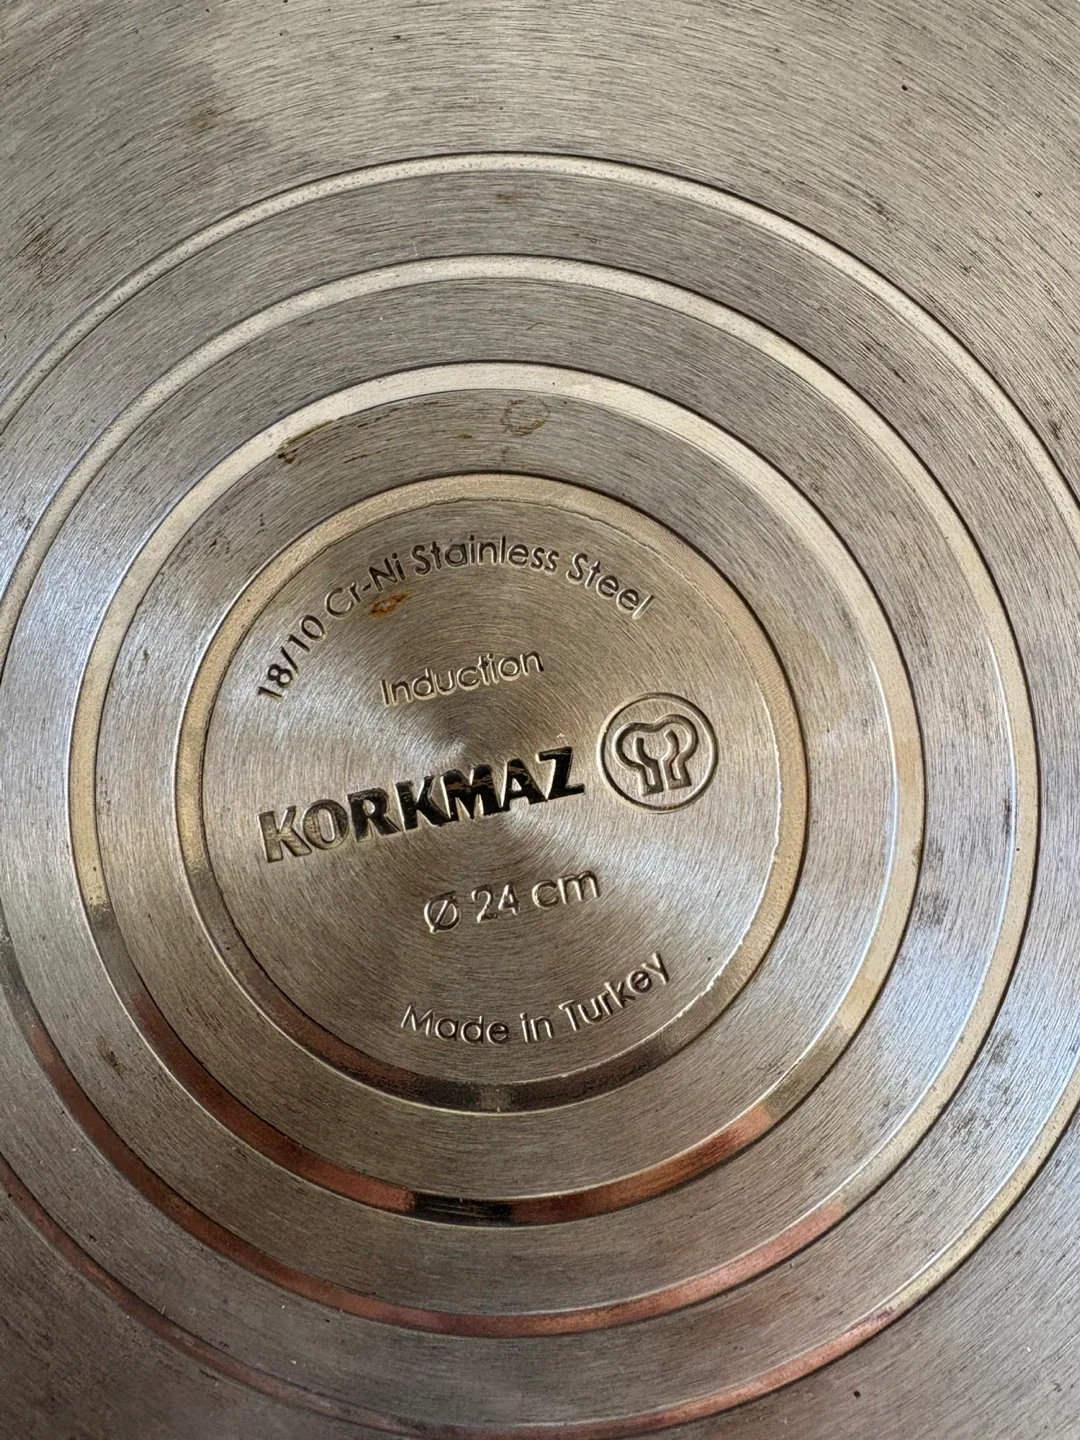 18/10 Cr-Ni Stainless Steel
Induction
KORKMAZ
Ø 24 cm
Made in Turkey